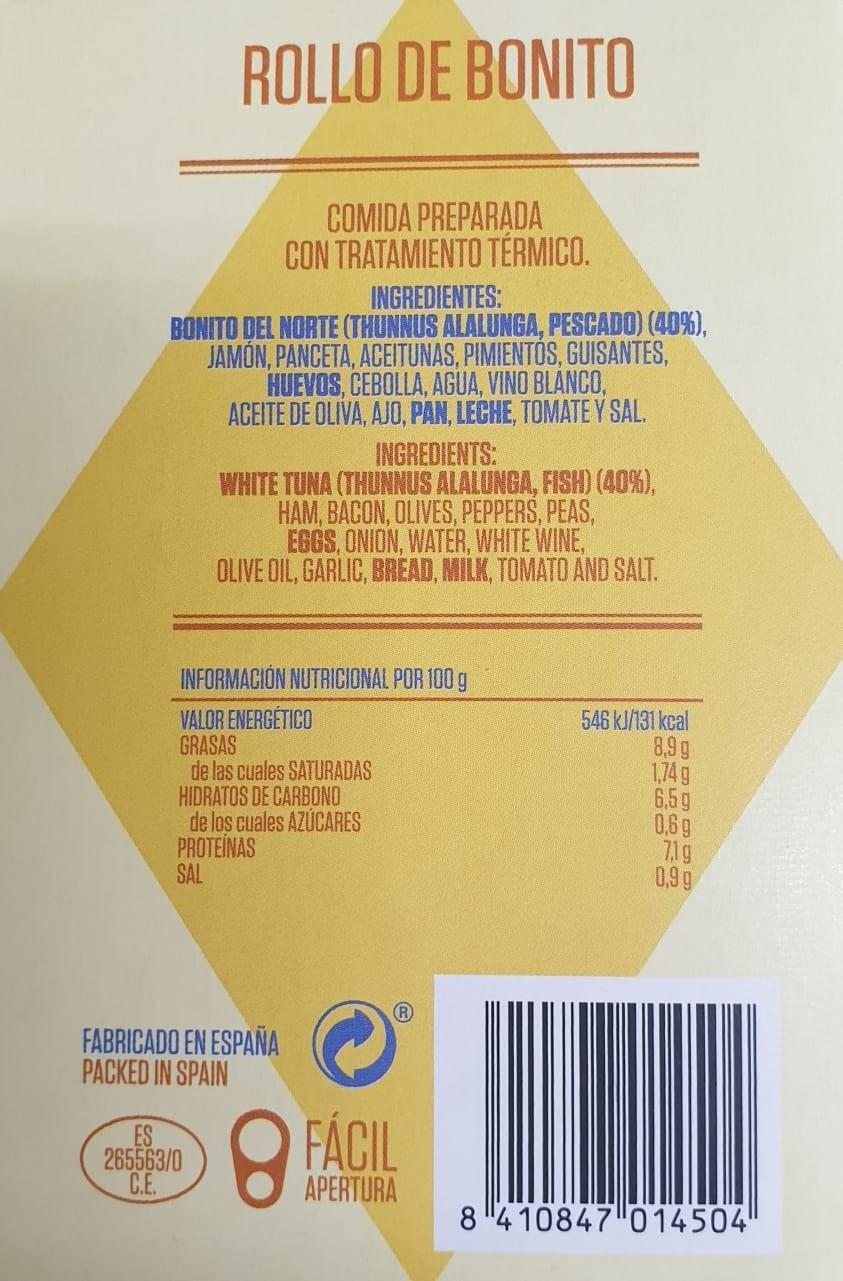 ROLLO DE BONITO
COMIDA PREPARADA
CON TRATAMIENTO TÉRMICO.
INGREDIENTES:
BONITO DEL NORTE (THUNNUS ALALUNGA, PESCADO) (40%),
JAMÓN, PANCETA, ACEITUNAS, PIMIENTOS, GUISANTES,
HUEVOS, CEBOLLA, AGUA, VINO BLANCO,
ACEITE DE OLIVA, AJO, PAN, LECHE, TOMATE Y SAL.
INGREDIENTS:
WHITE TUNA (THUNNUS ALALUNGA, FISH) (40%),
HAM, BACON, OLIVES, PEPPERS, PEAS,
EGGS, ONION, WATER, WHITE WINE,
OLIVE OIL, GARLIC, BREAD, MILK, TOMATO AND SALT.
INFORMACIÓN NUTRICIONAL POR 100 g
VALOR ENERGÉTICO 546 kJ/131 kcal
GRASAS 8,9 g
de las cuales SATURADAS 1,74 g
HIDRATOS DE CARBONO 6,5 g
de los cuales AZÚCARES 0,6 g
PROTEÍNAS 7,1 g
SAL 0,9 g
FABRICADO EN ESPAÑA
PACKED IN SPAIN
®
ES
265563/0
C.E.
FÁCIL
APERTURA
8 410847 014504